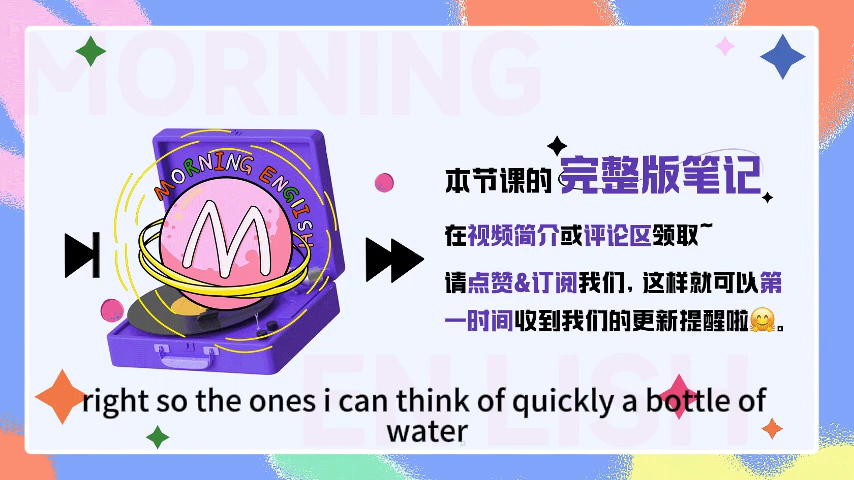 MORNING
MORNING ENGLISH
M
本节课的 完整版笔记
在视频简介或评论区领取~
请点赞&订阅我们，这样就可以第
一时间收到我们的更新提醒啦🤗。
EN LISH
right so the ones i can think of quickly a bottle of
water